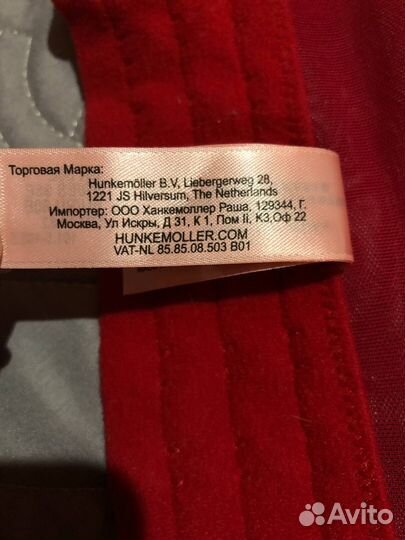 Торговая Марка:
Hunkemöller B.V, Liebergerweg 28,
1221 JS Hilversum, The Netherlands
Импортер: ООО Ханкемоллер Раша, 129344, Г.
Москва, Ул Искры, Д 31, К 1, Пом II, К3,Оф 22
HUNKEMOLLER.COM
VAT-NL 85.85.08.503 B01
Avito